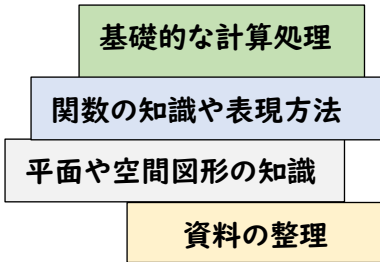 基礎的な計算処理
関数の知識や表現方法
平面や空間図形の知識
資料の整理